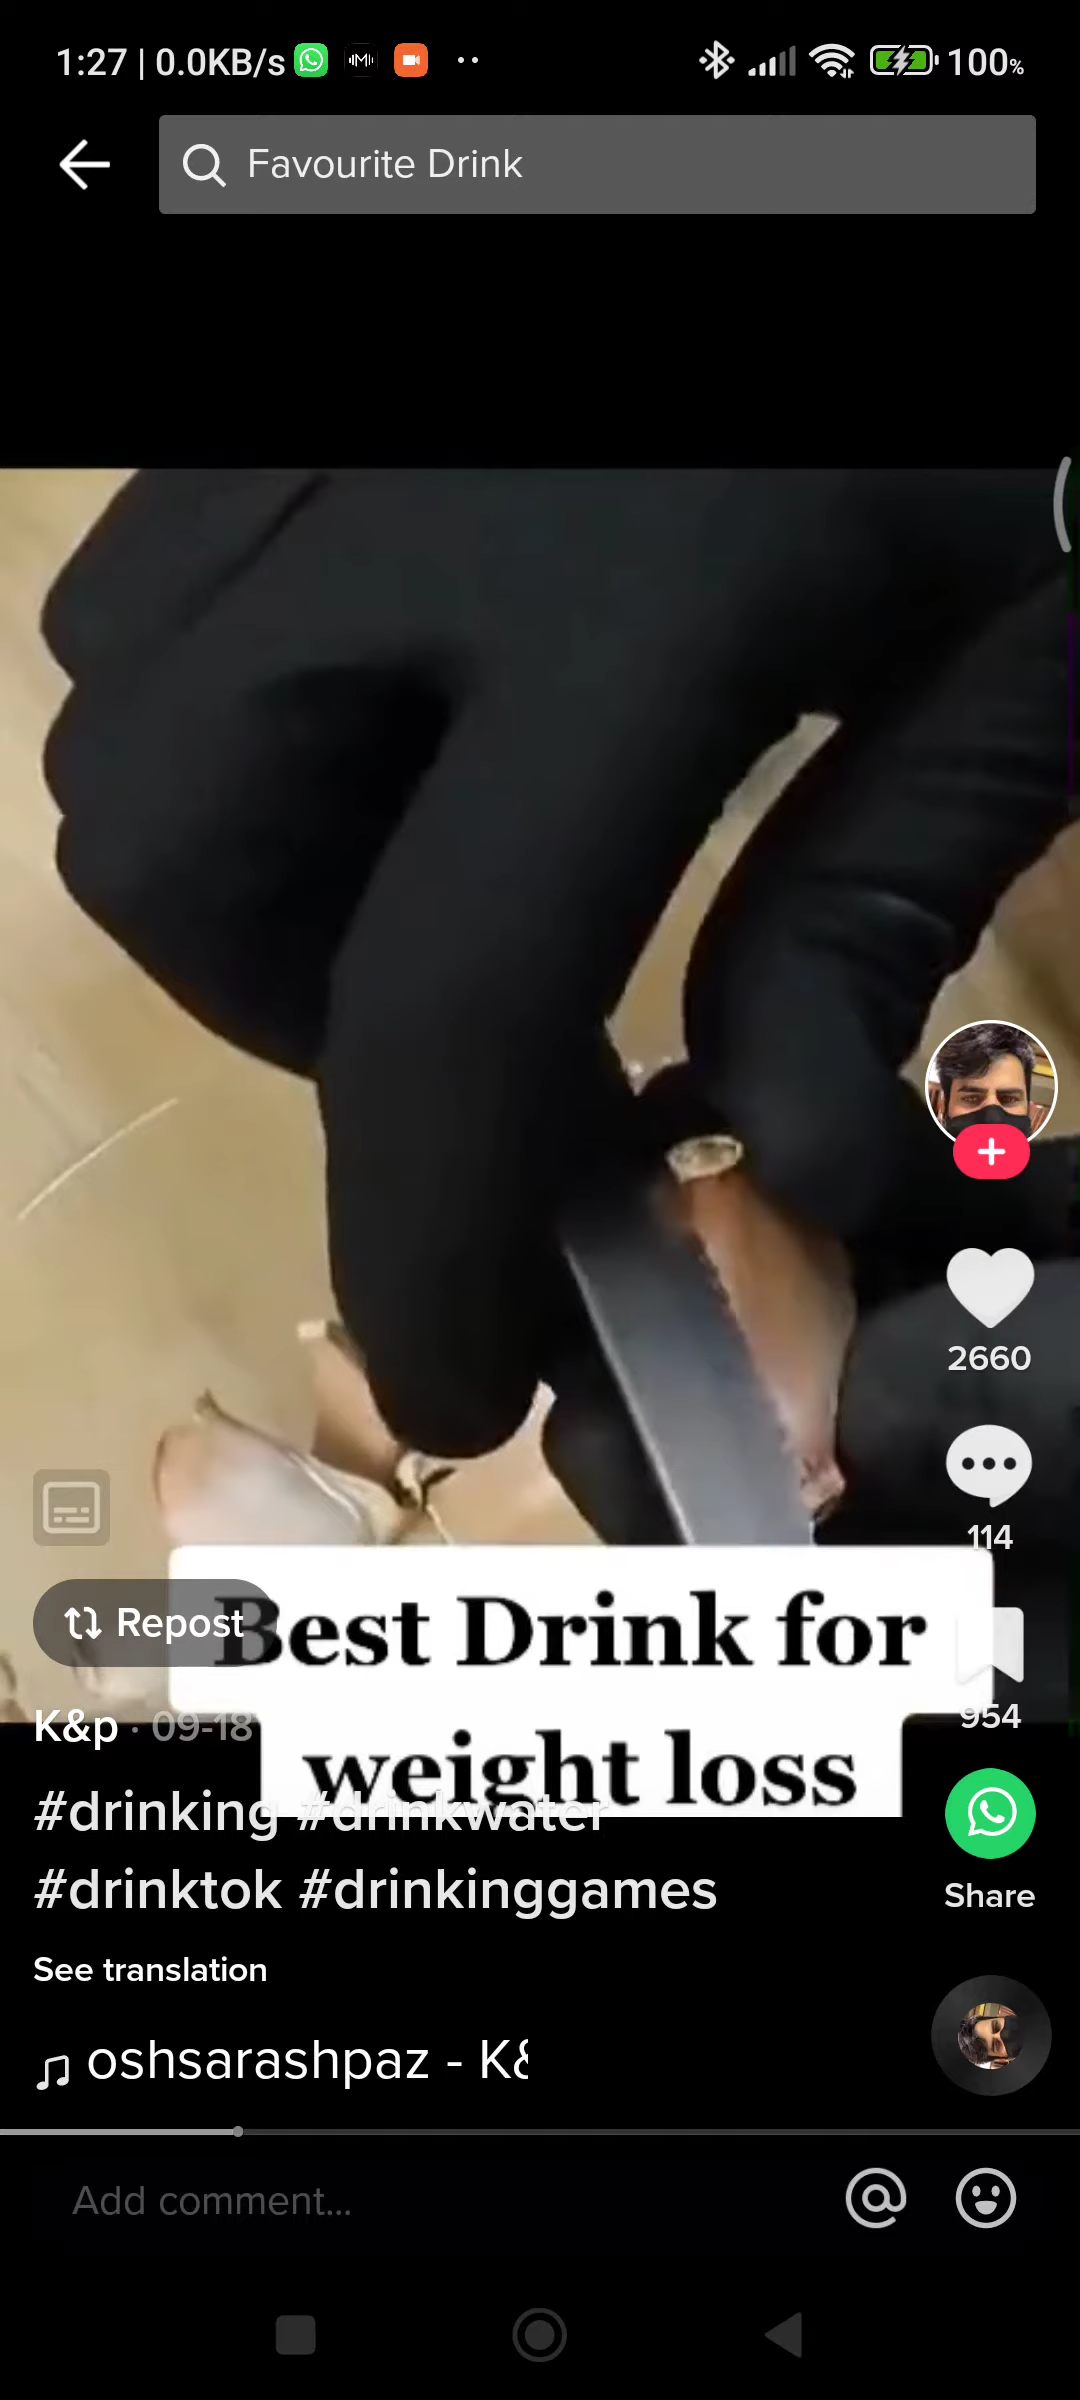 1:27 | 0.0KB/s
100%
Favourite Drink
2660
114
Best Drink for
Repost
954
K&p · 09-18
weight loss
#drinking #drinkwater
#drinktok #drinkinggames
Share
See translation
oshsarashpaz - K&
Add comment...